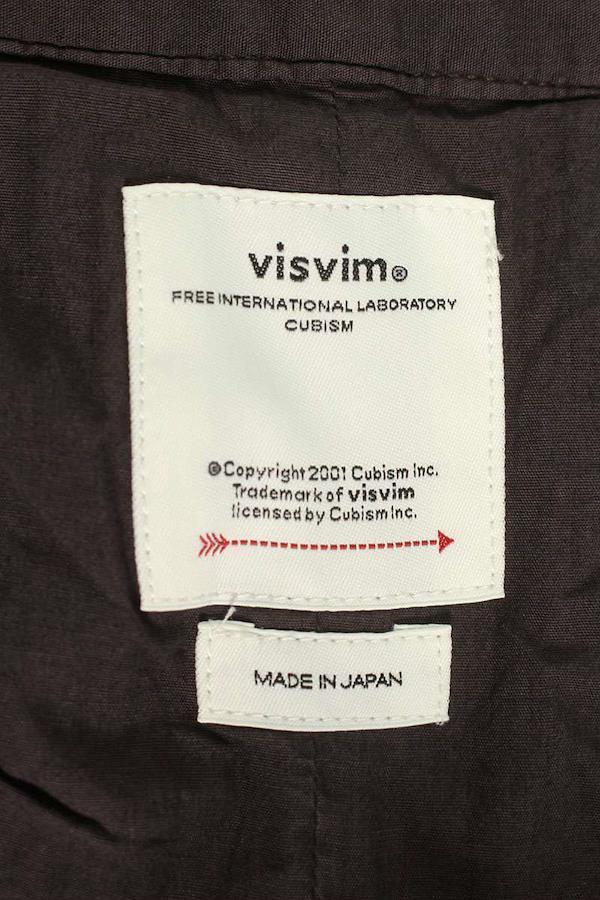 visvim®
FREE INTERNATIONAL LABORATORY
CUBISM
©Copyright 2001 Cubism Inc.
Trademark of visvim
licensed by Cubism Inc.
MADE IN JAPAN